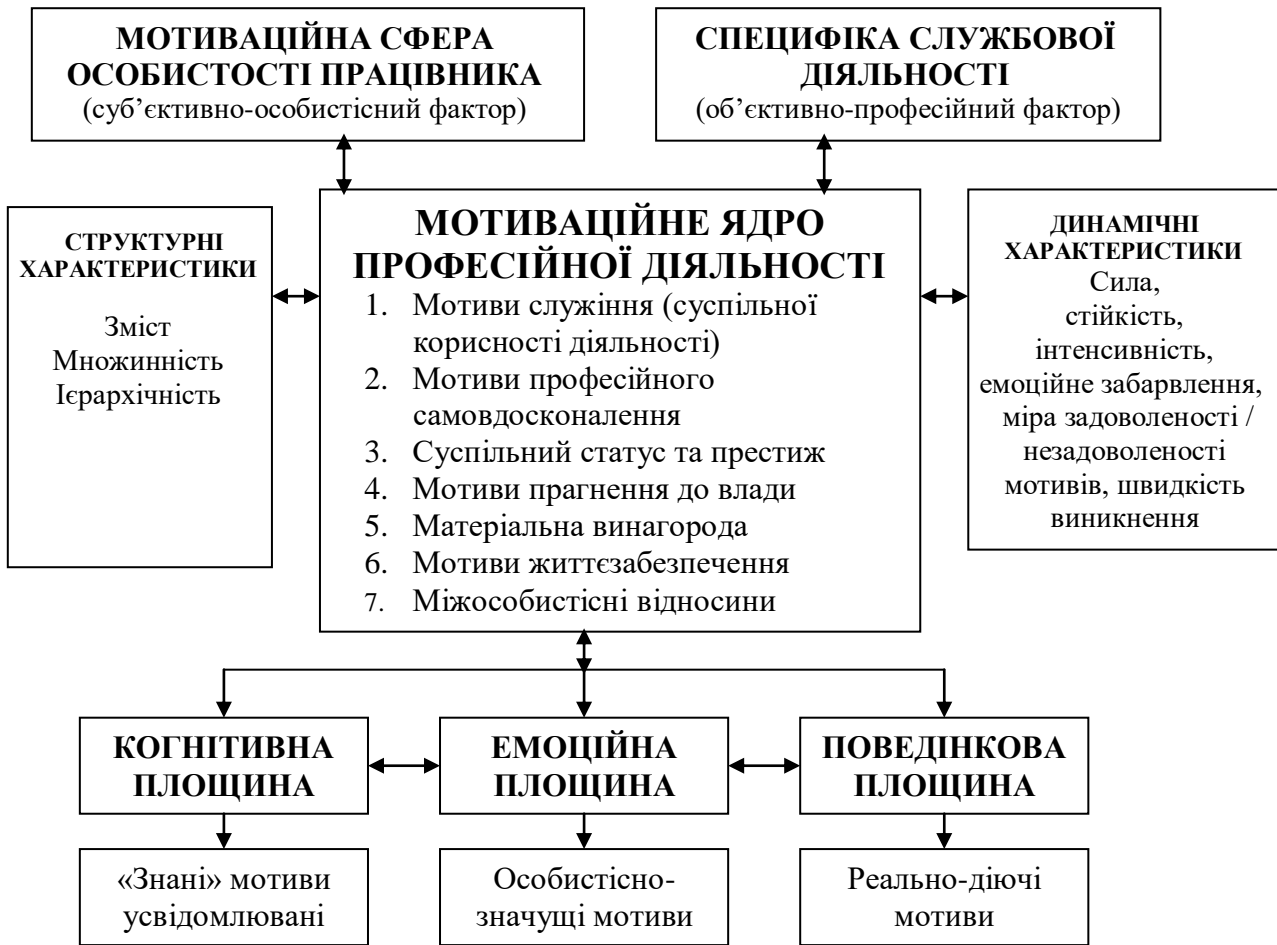 МОТИВАЦІЙНА СФЕРА
ОСОБИСТОСТІ ПРАЦІВНИКА
(суб’єктивно-особистісний фактор)
СПЕЦИФІКА СЛУЖБОВОЇ
ДІЯЛЬНОСТІ
(об’єктивно-професійний фактор)
СТРУКТУРНІ
ХАРАКТЕРИСТИКИ
Зміст
Множинність
Ієрархічність
МОТИВАЦІЙНЕ ЯДРО
ПРОФЕСІЙНОЇ ДІЯЛЬНОСТІ
1. Мотиви служіння (суспільної
корисності діяльності)
2. Мотиви професійного
самовдосконалення
3. Суспільний статус та престиж
4. Мотиви прагнення до влади
5. Матеріальна винагорода
6. Мотиви життєзабезпечення
7. Міжособистісні відносини
ДИНАМІЧНІ
ХАРАКТЕРИСТИКИ
Сила,
стійкість,
інтенсивність,
емоційне забарвлення,
міра задоволеності /
незадоволеності
мотивів, швидкість
виникнення
КОГНІТИВНА
ПЛОЩИНА
ЕМОЦІЙНА
ПЛОЩИНА
ПОВЕДІНКОВА
ПЛОЩИНА
«Знані» мотиви
усвідомлювані
Особистісно-
значущі мотиви
Реально-діючі
мотиви